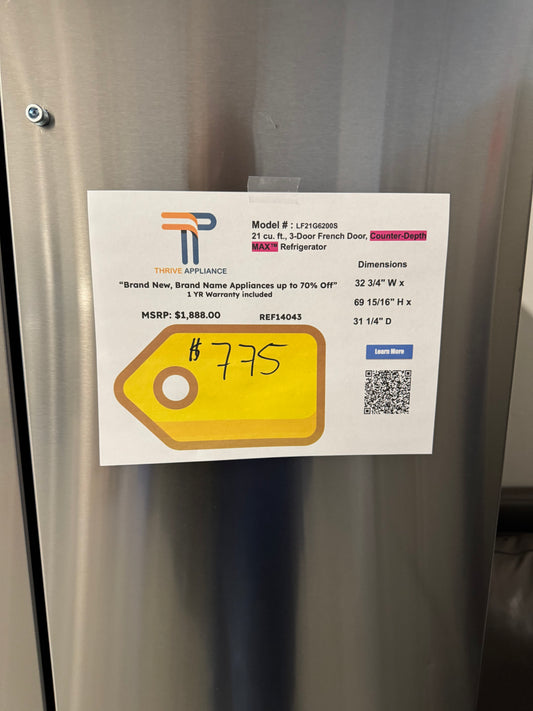 THRIVE APPLIANCE
Model # : LF21G6200S
21 cu. ft., 3-Door French Door, Counter-Depth
MAX™ Refrigerator
"Brand New, Brand Name Appliances up to 70% Off"
1 YR Warranty included
MSRP: $1,888.00 REF14043
$775
Dimensions
32 3/4" W x
69 15/16" H x
31 1/4" D
Learn More